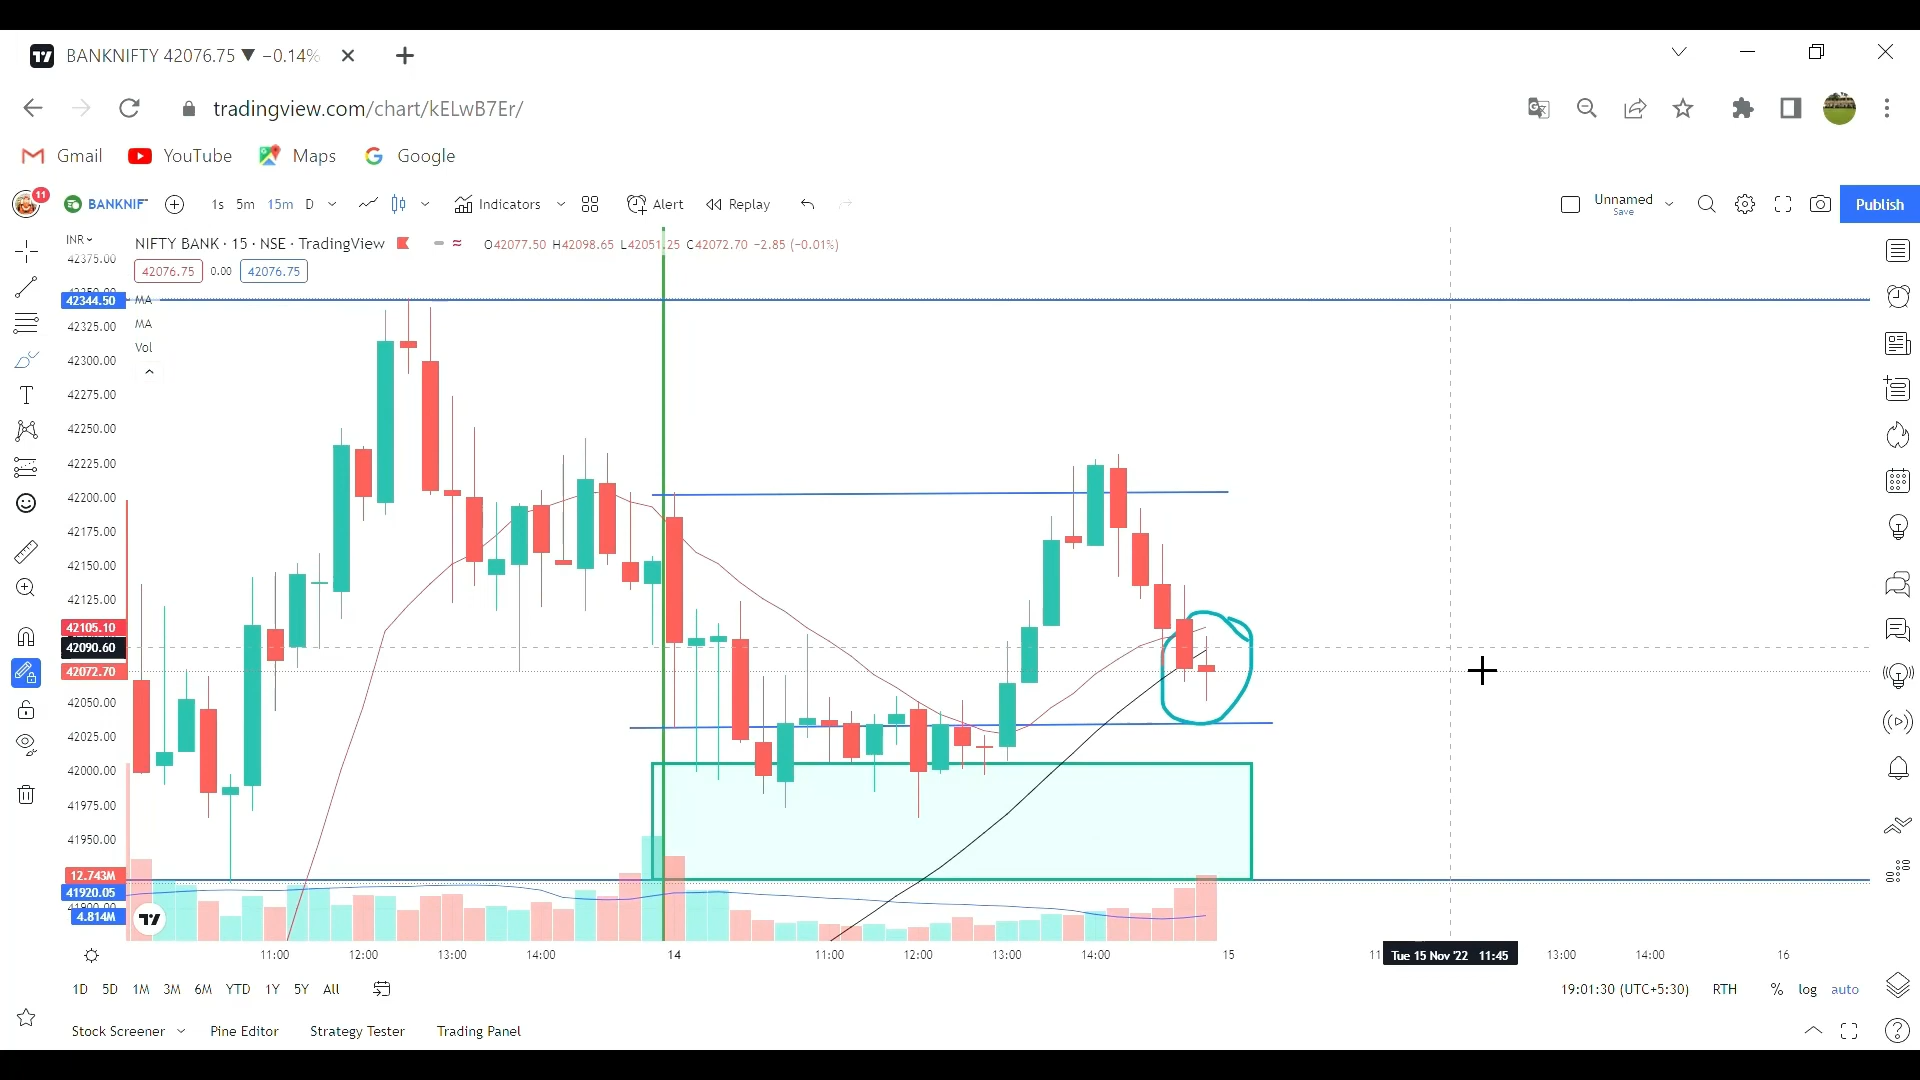 BANKNIFTY 42076.75 ▼ −0.14%
tradingview.com/chart/kELwB7Er/
Gmail YouTube Maps Google
11 BANKNIF 1s 5m 15m D Indicators Alert Replay Unnamed Save Publish
INR NIFTY BANK · 15 · NSE · TradingView O42077.50 H42098.65 L42051.25 C42072.70 −2.85 (−0.01%)
42375.00
42076.75 0.00 42076.75
42344.50 MA
42325.00 MA
Vol
42300.00
42275.00
42250.00
42225.00
42200.00
42175.00
42150.00
42125.00
42105.10
42090.60
42072.70
42050.00
42025.00
42000.00
41975.00
41950.00
12.743M
41920.05
4.814M
11:00 12:00 13:00 14:00 14 11:00 12:00 13:00 14:00 15 11 Tue 15 Nov '22 11:45 13:00 14:00 16
1D 5D 1M 3M 6M YTD 1Y 5Y All 19:01:30 (UTC+5:30) RTH % log auto
Stock Screener Pine Editor Strategy Tester Trading Panel